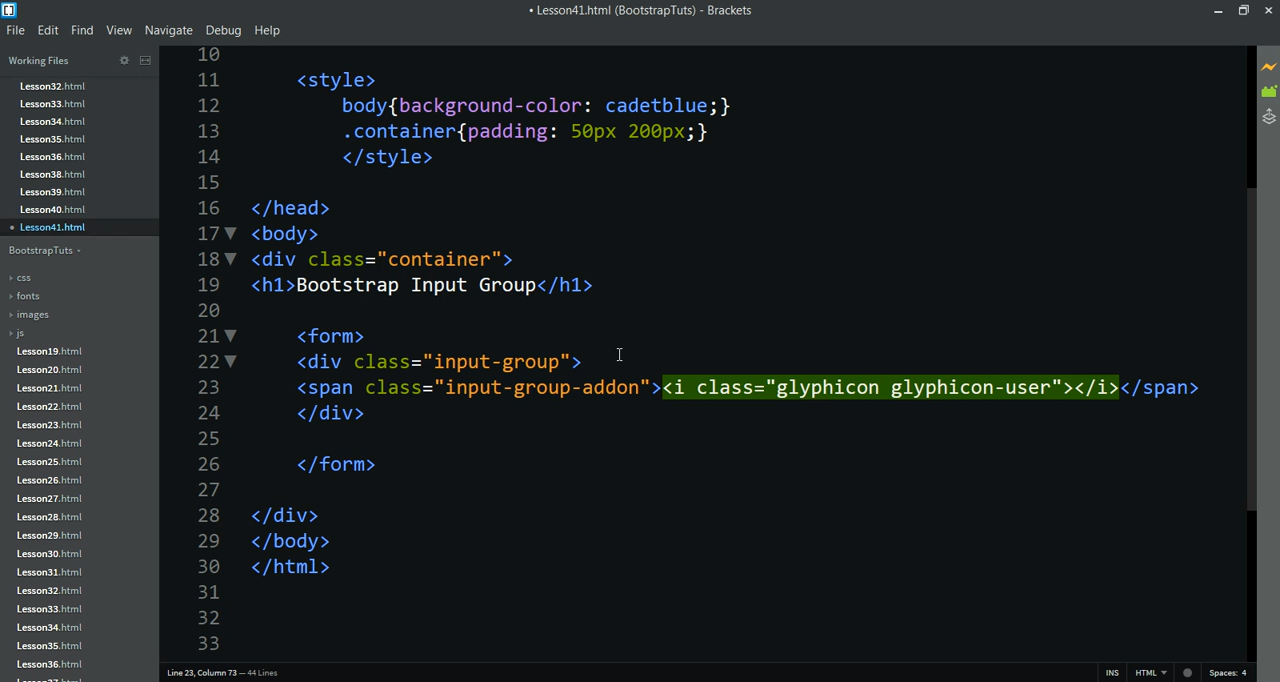 • Lesson41.html (BootstrapTuts) - Brackets
File Edit Find View Navigate Debug Help
Working Files
Lesson32.html
Lesson33.html
Lesson34.html
Lesson35.html
Lesson36.html
Lesson38.html
Lesson39.html
Lesson40.html
• Lesson41.html
BootstrapTuts
css
fonts
images
js
Lesson19.html
Lesson20.html
Lesson21.html
Lesson22.html
Lesson23.html
Lesson24.html
Lesson25.html
Lesson26.html
Lesson27.html
Lesson28.html
Lesson29.html
Lesson30.html
Lesson31.html
Lesson32.html
Lesson33.html
Lesson34.html
Lesson35.html
Lesson36.html
10
11 <style>
12 body{background-color: cadetblue;}
13 .container{padding: 50px 200px;}
14 </style>
15
16 </head>
17 <body>
18 <div class="container">
19 <h1>Bootstrap Input Group</h1>
20
21 <form>
22 <div class="input-group">
23 <span class="input-group-addon"><i class="glyphicon glyphicon-user"></i></span>
24 </div>
25
26 </form>
27
28 </div>
29 </body>
30 </html>
31
32
33
Line 23, Column 73 — 44 Lines
INS HTML Spaces: 4